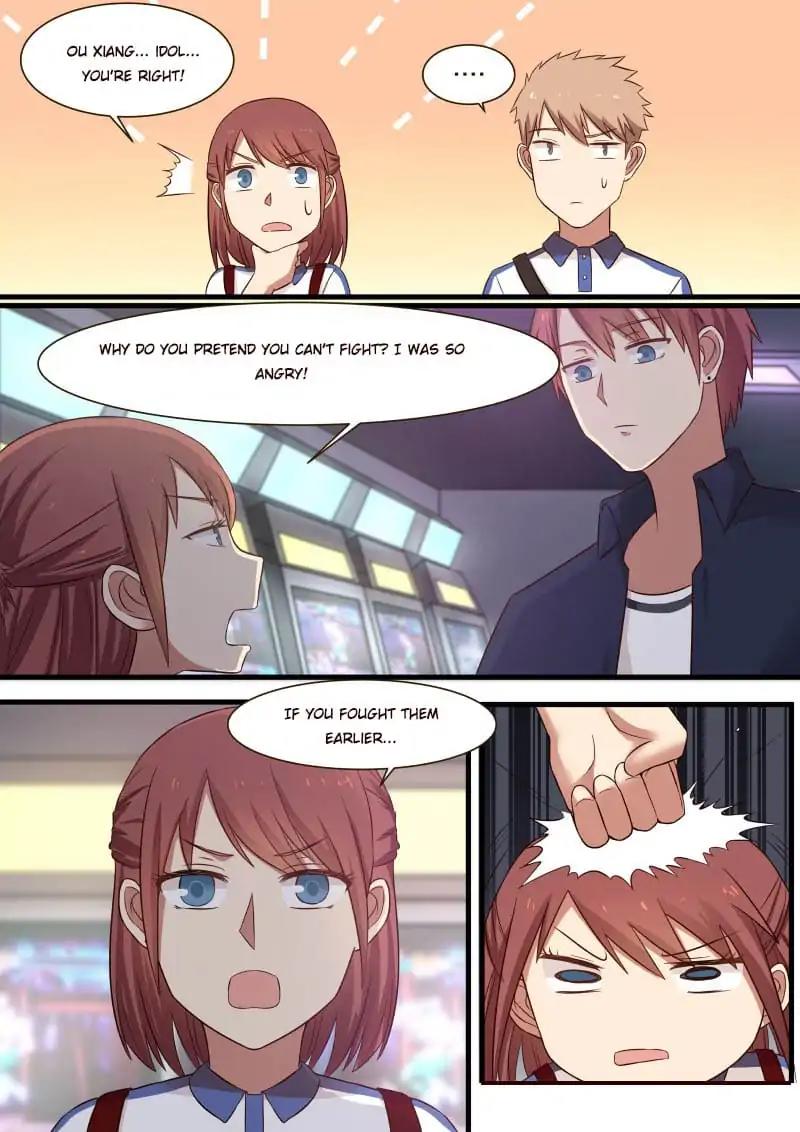 OU XIANG... IDOL...
YOU'RE RIGHT!
....
WHY DO YOU PRETEND YOU CAN'T FIGHT? I WAS SO
ANGRY!
IF YOU FOUGHT THEM
EARLIER...